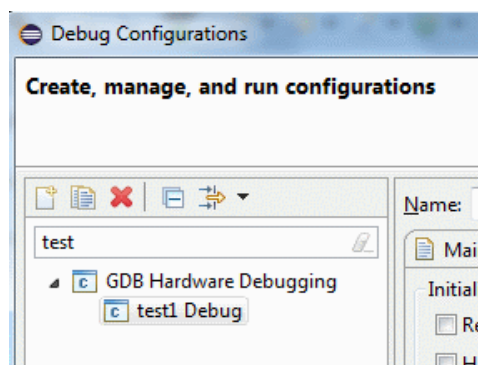 Debug Configurations
Create, manage, and run configurations
Name:
test
Mai
GDB Hardware Debugging
Initial
test1 Debug
Re
H